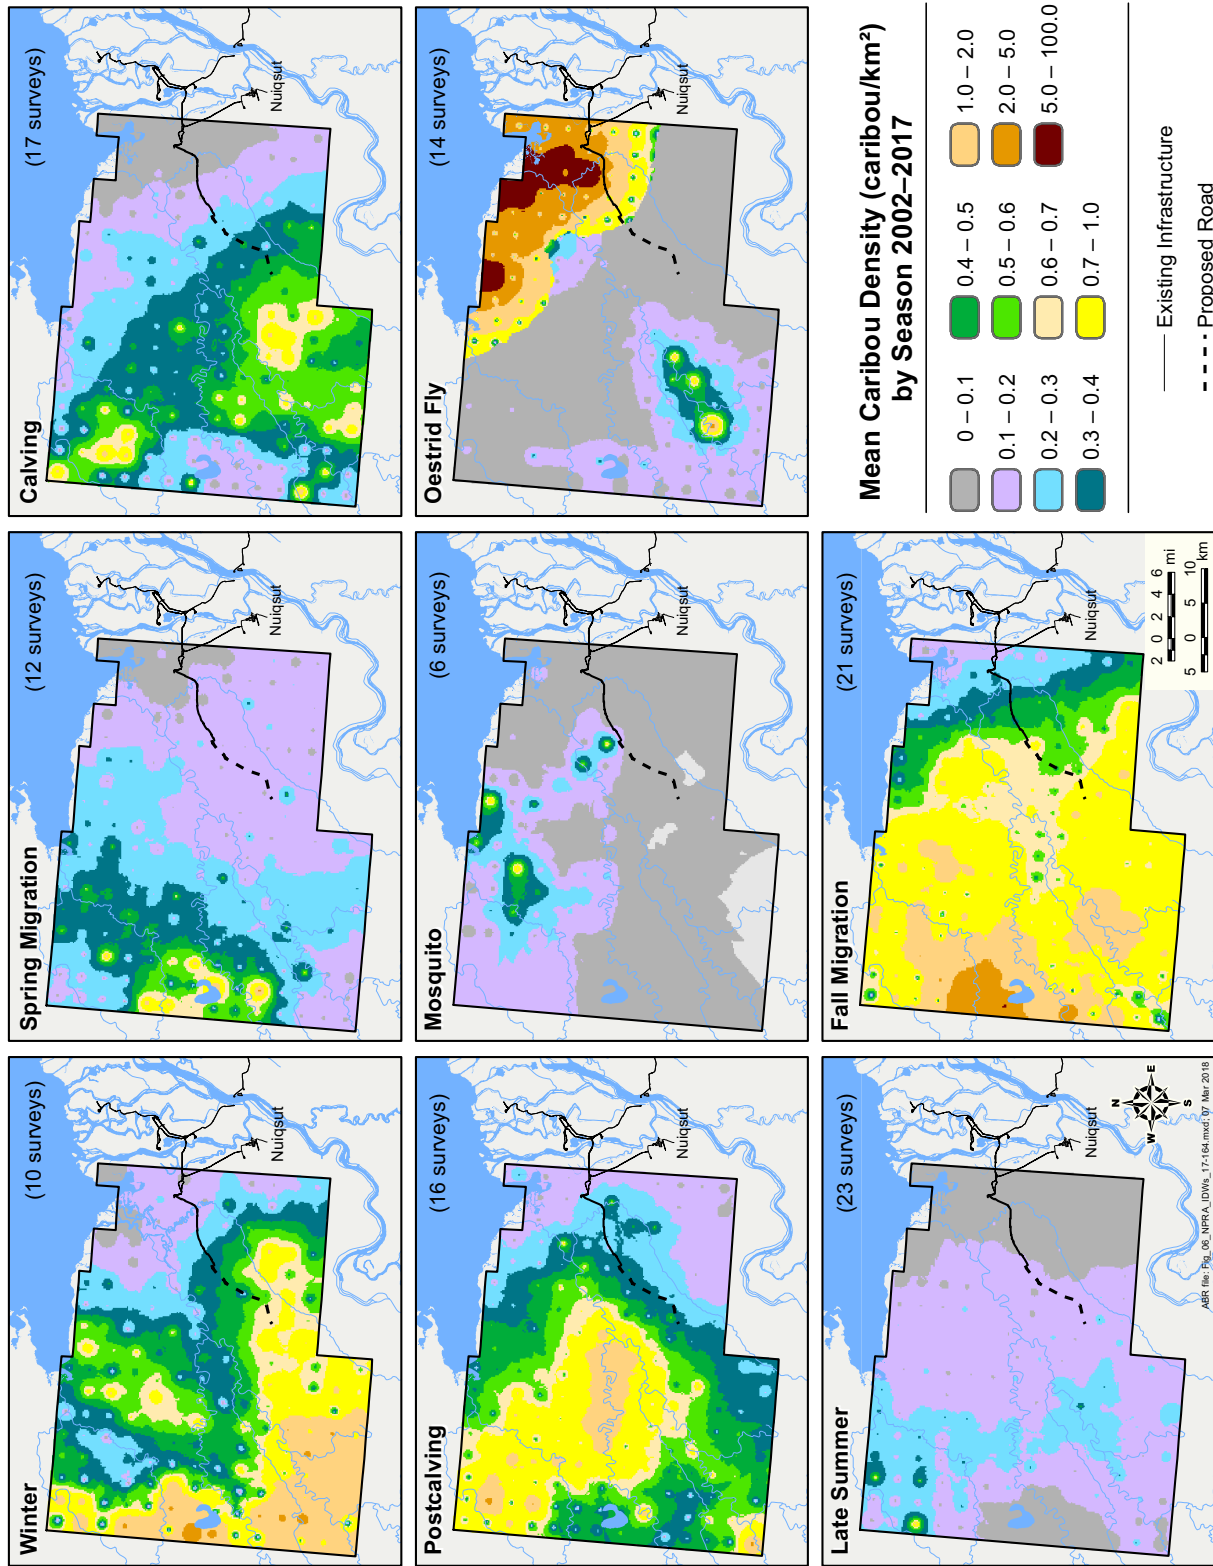 Winter
(10 surveys)
Nuiqsut
Spring Migration
(12 surveys)
Nuiqsut
Calving
(17 surveys)
Nuiqsut
Postcalving
(16 surveys)
Nuiqsut
Mosquito
(6 surveys)
Nuiqsut
Oestrid Fly
(14 surveys)
Nuiqsut
Late Summer
(23 surveys)
N
W
E
S
ABR file: Fig_06_NPRA_IDWs_17-164.mxd; 07 Mar 2018
Fall Migration
(21 surveys)
Nuiqsut
2 0 2 4 6
mi
5 0 5 10
km
Mean Caribou Density (caribou/km²)
by Season 2002–2017
0 – 0.1
0.4 – 0.5
1.0 – 2.0
0.1 – 0.2
0.5 – 0.6
2.0 – 5.0
0.2 – 0.3
0.6 – 0.7
5.0 – 100.0
0.3 – 0.4
0.7 – 1.0
Existing Infrastructure
Proposed Road